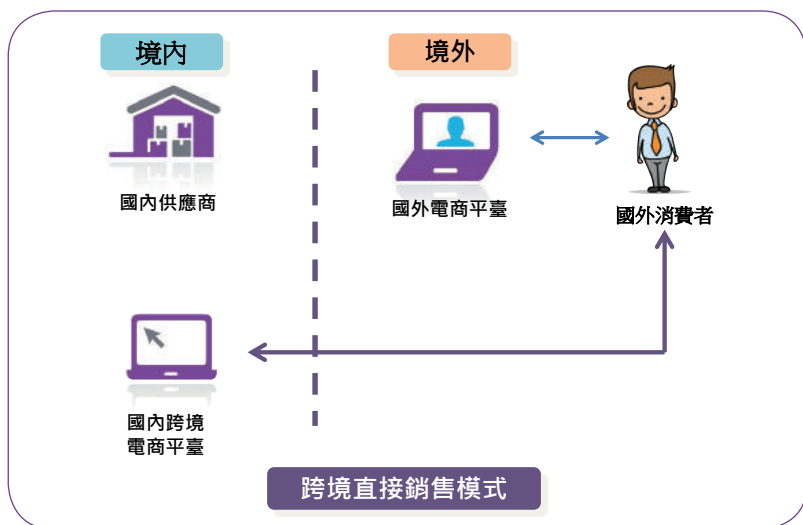 境內
境外
國內供應商
國外電商平臺
國外消費者
國內跨境
電商平臺
跨境直接銷售模式